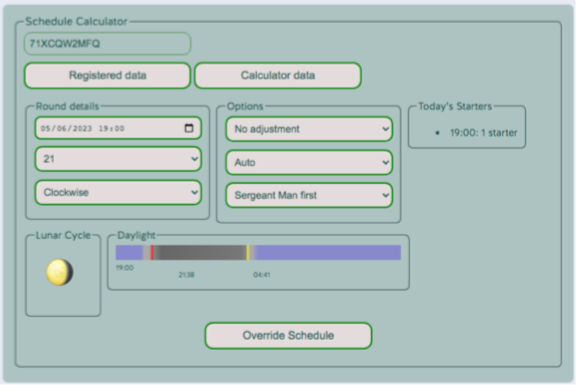 Schedule Calculator
71XCQW2MFQ
Registered data
Calculator data
Round details
05/06/2023 19:00
21
Clockwise
Options
No adjustment
Auto
Sergeant Man first
Today's Starters
19:00: 1 starter
Lunar Cycle
Daylight
19:00
21:38
04:41
Override Schedule